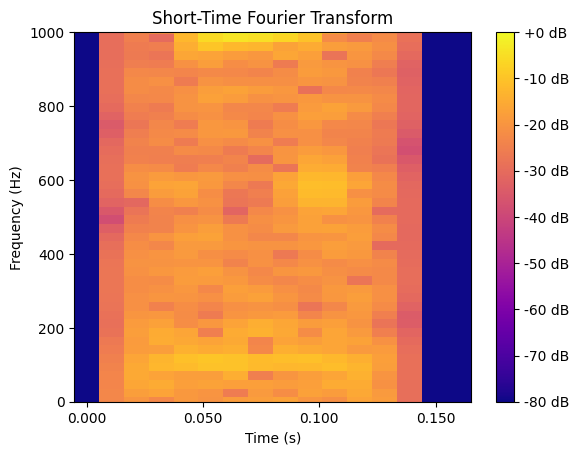 Short-Time Fourier Transform
1000
800
600
400
200
0
Frequency (Hz)
0.000
0.050
0.100
0.150
Time (s)
+0 dB
-10 dB
-20 dB
-30 dB
-40 dB
-50 dB
-60 dB
-70 dB
-80 dB